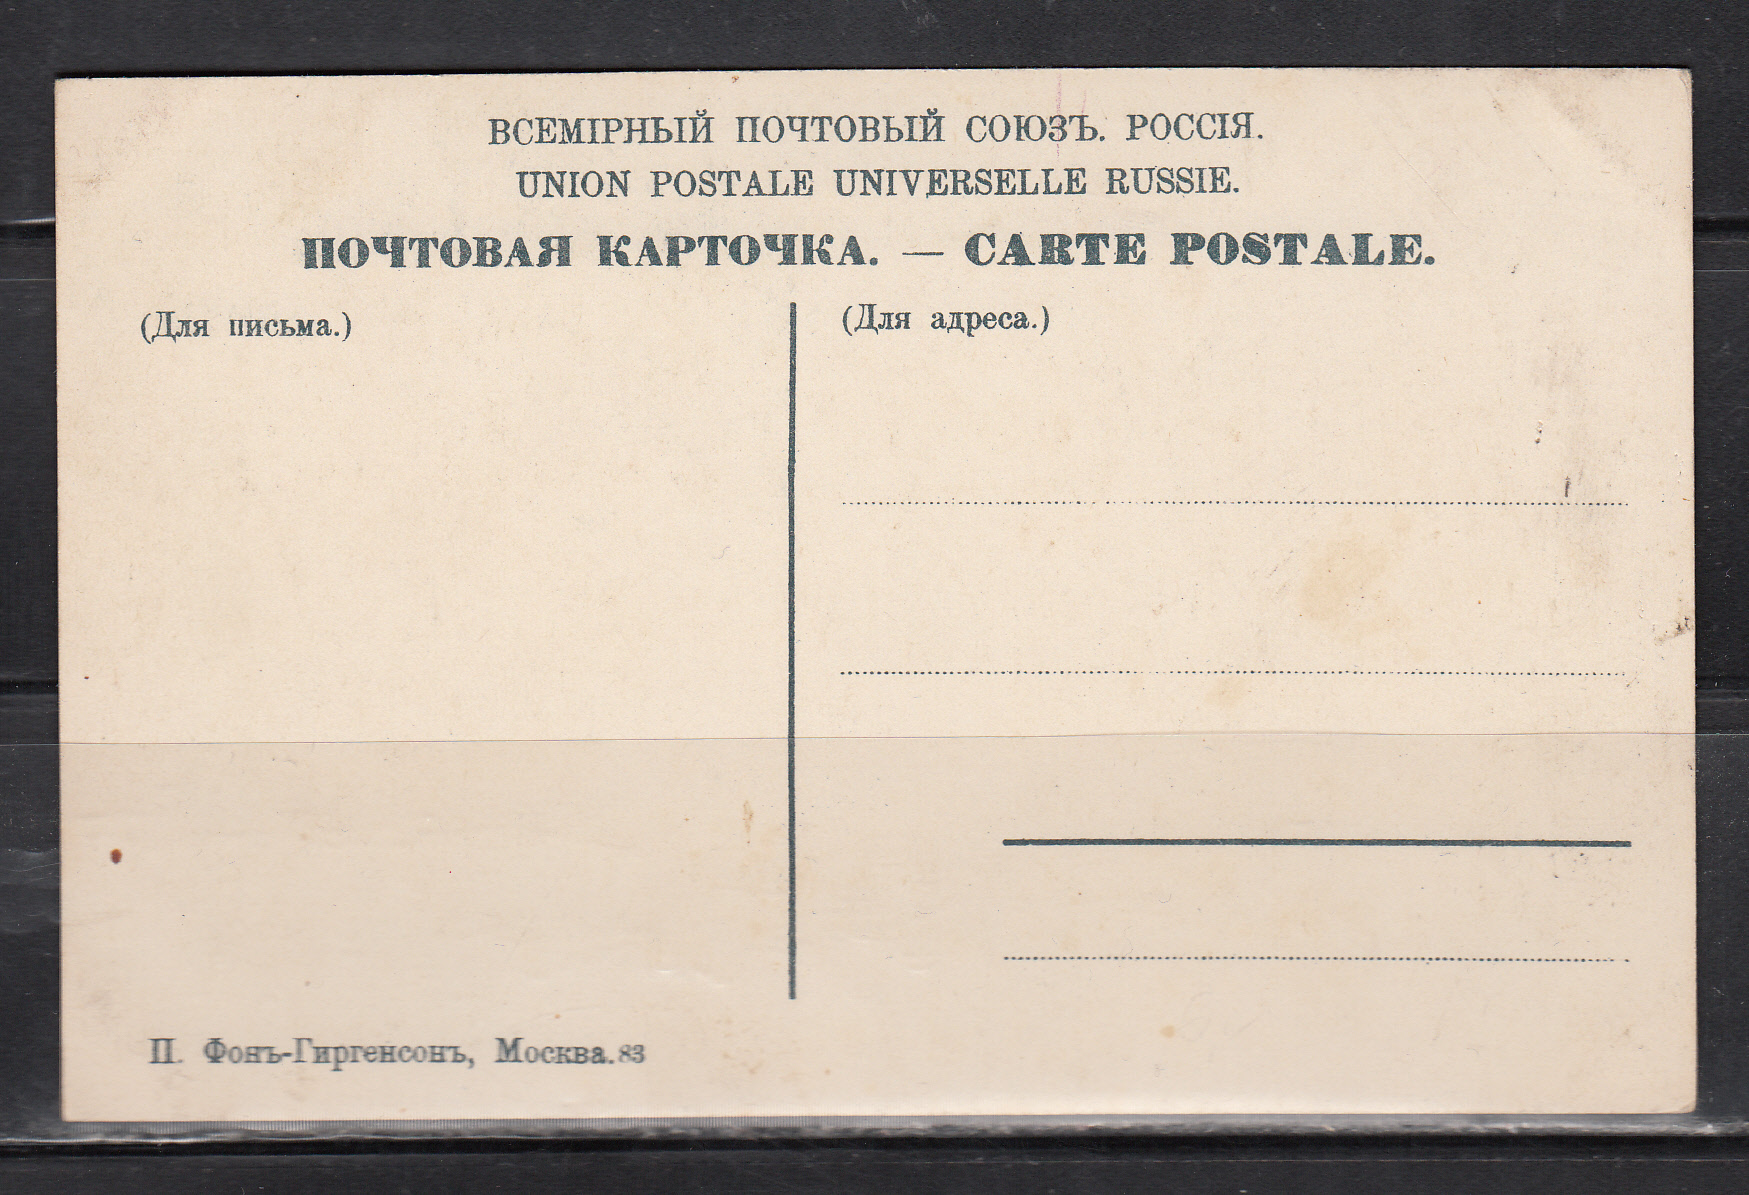 ВСЕМІРНЫЙ ПОЧТОВЫЙ СОЮЗЪ. РОССІЯ.
UNION POSTALE UNIVERSELLE RUSSIE.
ПОЧТОВАЯ КАРТОЧКА. — CARTE POSTALE.
(Для письма.)
(Для адреса.)
П. Фонъ-Гиргенсонъ, Москва. 83